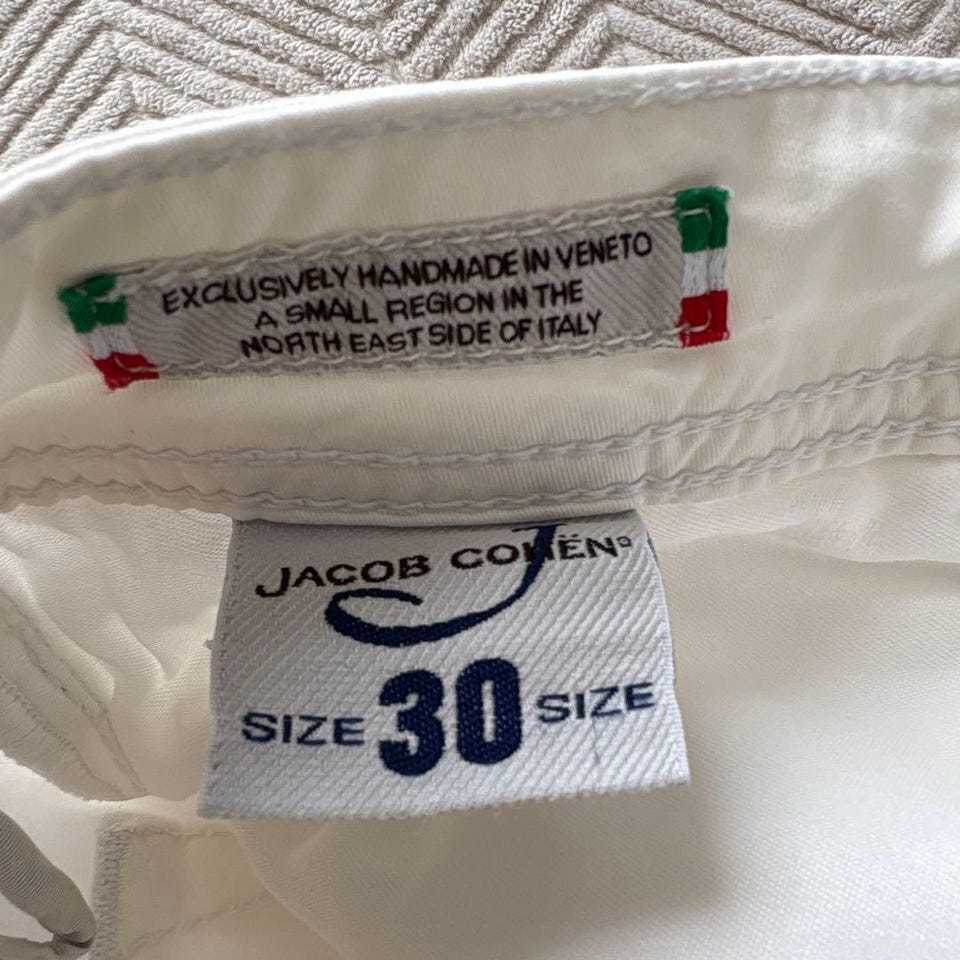 EXCLUSIVELY HANDMADE IN VENETO
A SMALL REGION IN THE
NORTH EAST SIDE OF ITALY
JACOB COHËN®
J
SIZE 30 SIZE